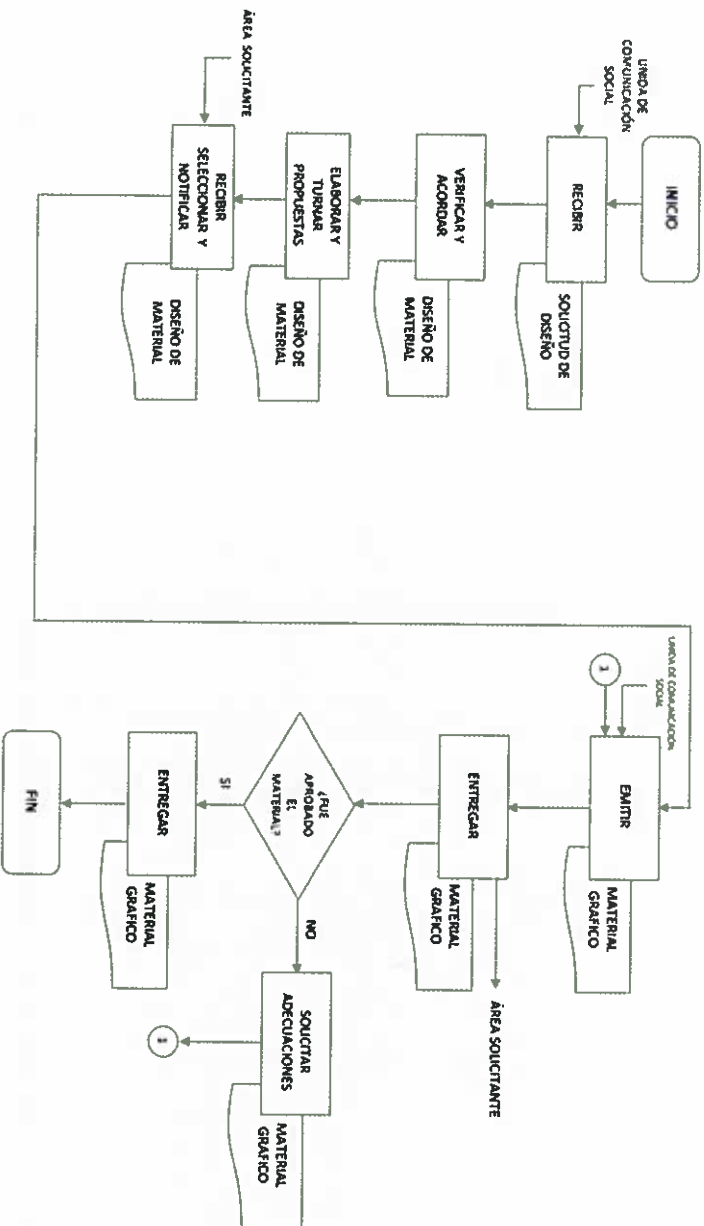 INICIO
UNIDA DE
COMUNICACIÓN
SOCIAL
RECIBIR
SOLICITUD DE
DISEÑO
VERIFICAR Y
ACORDAR
DISEÑO DE
MATERIAL
ELABORAR Y
TURNAR
PROPUESTAS
DISEÑO DE
MATERIAL
ÁREA SOLICITANTE
RECIBIR
SELECCIONAR Y
NOTIFICAR
DISEÑO DE
MATERIAL
UNIDA DE COMUNICACIÓN
SOCIAL
1
EMITIR
MATERIAL
GRAFICO
ENTREGAR
MATERIAL
GRAFICO
ÁREA SOLICITANTE
¿FUE
APROBADO
EL
MATERIAL?
NO
SOLICITAR
ADECUACIONES
MATERIAL
GRAFICO
1
SI
ENTREGAR
MATERIAL
GRAFICO
FIN